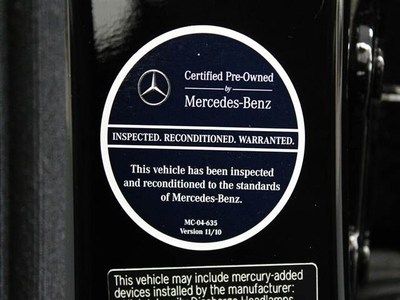 Certified Pre-Owned
by
Mercedes-Benz
INSPECTED. RECONDITIONED. WARRANTED.
This vehicle has been inspected
and reconditioned to the standards
of Mercedes-Benz.
MC-04-635
Version 11/10
This vehicle may include mercury-added
devices installed by the manufacturer:
Discharge Headlamps